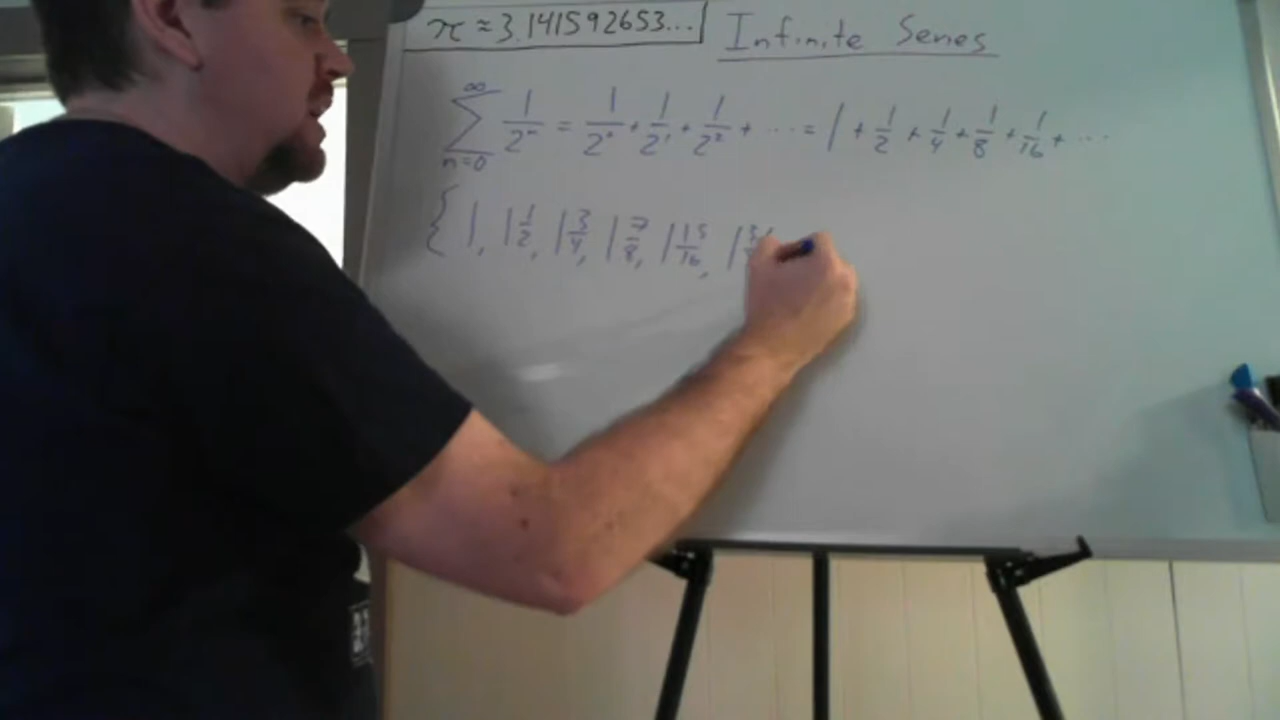 π ≈ 3.141592653...
Infinite Series
∞ ∑ n=0 1/2ⁿ = 1/2⁰ + 1/2¹ + 1/2² + ... = 1 + 1/2 + 1/4 + 1/8 + 1/16 + ...
{ 1, 1 1/2, 1 3/4, 1 7/8, 1 15/16, 1